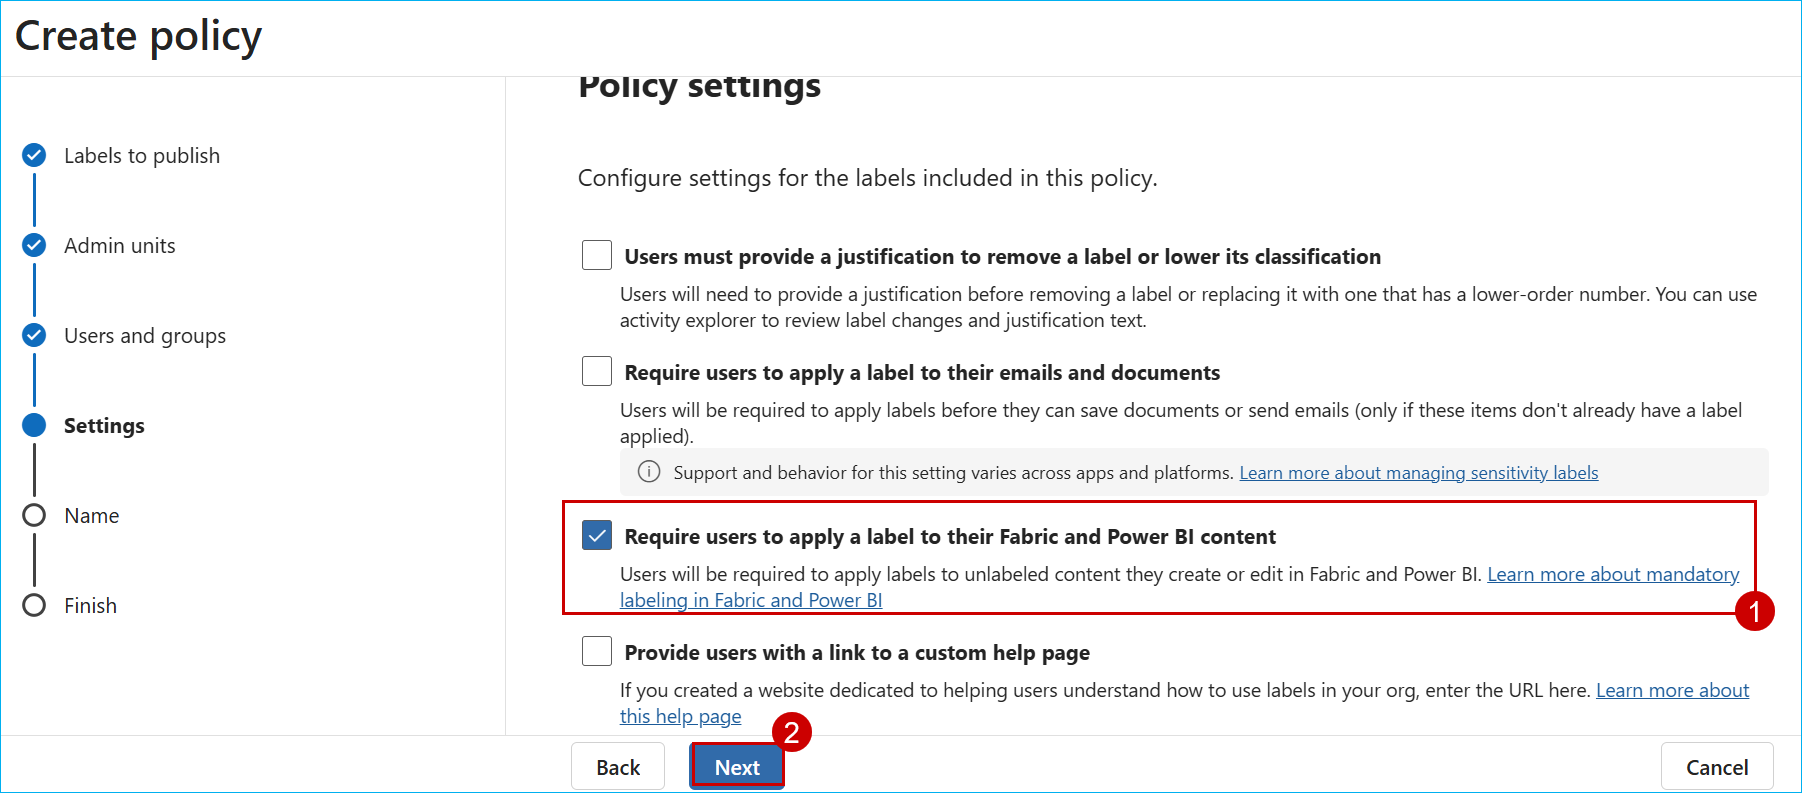 Create policy
Labels to publish
Admin units
Users and groups
Settings
Name
Finish
Policy settings
Configure settings for the labels included in this policy.
Users must provide a justification to remove a label or lower its classification
Users will need to provide a justification before removing a label or replacing it with one that has a lower-order number. You can use
activity explorer to review label changes and justification text.
Require users to apply a label to their emails and documents
Users will be required to apply labels before they can save documents or send emails (only if these items don't already have a label
applied).
Support and behavior for this setting varies across apps and platforms. Learn more about managing sensitivity labels
Require users to apply a label to their Fabric and Power BI content
Users will be required to apply labels to unlabeled content they create or edit in Fabric and Power BI. Learn more about mandatory
labeling in Fabric and Power BI
1
Provide users with a link to a custom help page
If you created a website dedicated to helping users understand how to use labels in your org, enter the URL here. Learn more about
this help page
2
Back
Next
Cancel